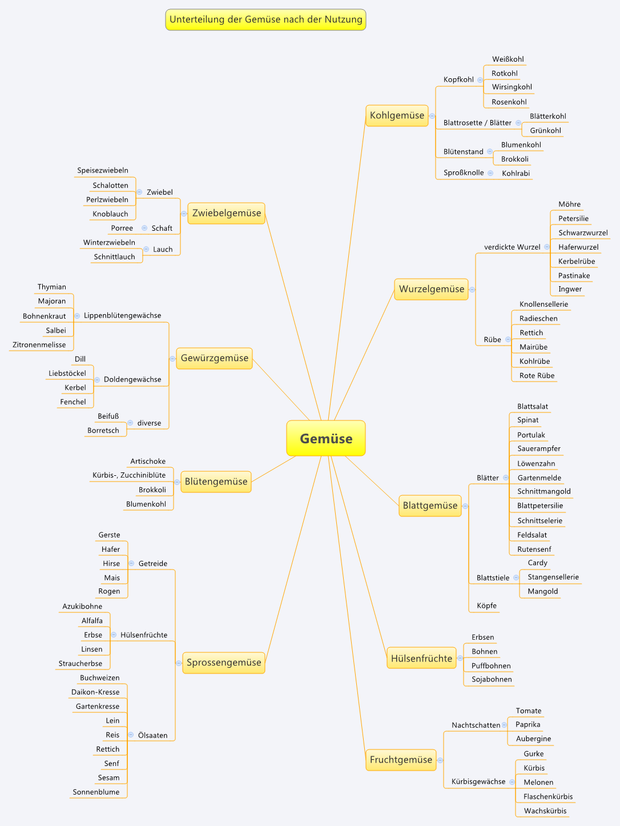 Unterteilung der Gemüse nach der Nutzung
Gemüse
Kohlgemüse
Kopfkohl
Weißkohl
Rotkohl
Wirsingkohl
Rosenkohl
Blattrosette / Blätter
Blätterkohl
Grünkohl
Blütenstand
Blumenkohl
Brokkoli
Sproßknolle
Kohlrabi
Wurzelgemüse
verdickte Wurzel
Möhre
Petersilie
Schwarzwurzel
Hafenwurzel
Kerbelrübe
Pastinake
Ingwer
Rübe
Knollensellerie
Radieschen
Rettich
Mairübe
Kohlrübe
Rote Rübe
Blattgemüse
Blätter
Blattsalat
Spinat
Portulak
Sauerampfer
Löwenzahn
Gartenmelde
Schnittmangold
Blattpetersilie
Schnittselerie
Feldsalat
Rutensenf
Blattstiele
Cardy
Stangensellerie
Mangold
Köpfe
Hülsenfrüchte
Erbsen
Bohnen
Puffbohnen
Sojabohnen
Fruchtgemüse
Nachtschatten
Tomate
Paprika
Aubergine
Kürbisgewächse
Gurke
Kürbis
Melonen
Flaschenkürbis
Wachskürbis
Zwiebelgemüse
Zwiebel
Speisezwiebeln
Schalotten
Perlzwiebeln
Knoblauch
Schaft
Porree
Lauch
Winterzwiebeln
Schnittlauch
Gewürzgemüse
Lippenblütengewächse
Thymian
Majoran
Bohnenkraut
Salbei
Zitronenmelisse
Doldengewächse
Dill
Liebstöckel
Kerbel
Fenchel
diverse
Beifuß
Borretsch
Blütengemüse
Artischoke
Kürbis-, Zucchiniblüte
Brokkoli
Blumenkohl
Sprossengemüse
Getreide
Gerste
Hafer
Hirse
Mais
Rogen
Hülsenfrüchte
Azukibohne
Alfalfa
Erbse
Linsen
Straucherbse
Ölsaaten
Buchweizen
Daikon-Kresse
Gartenkresse
Lein
Reis
Rettich
Senf
Sesam
Sonnenblume